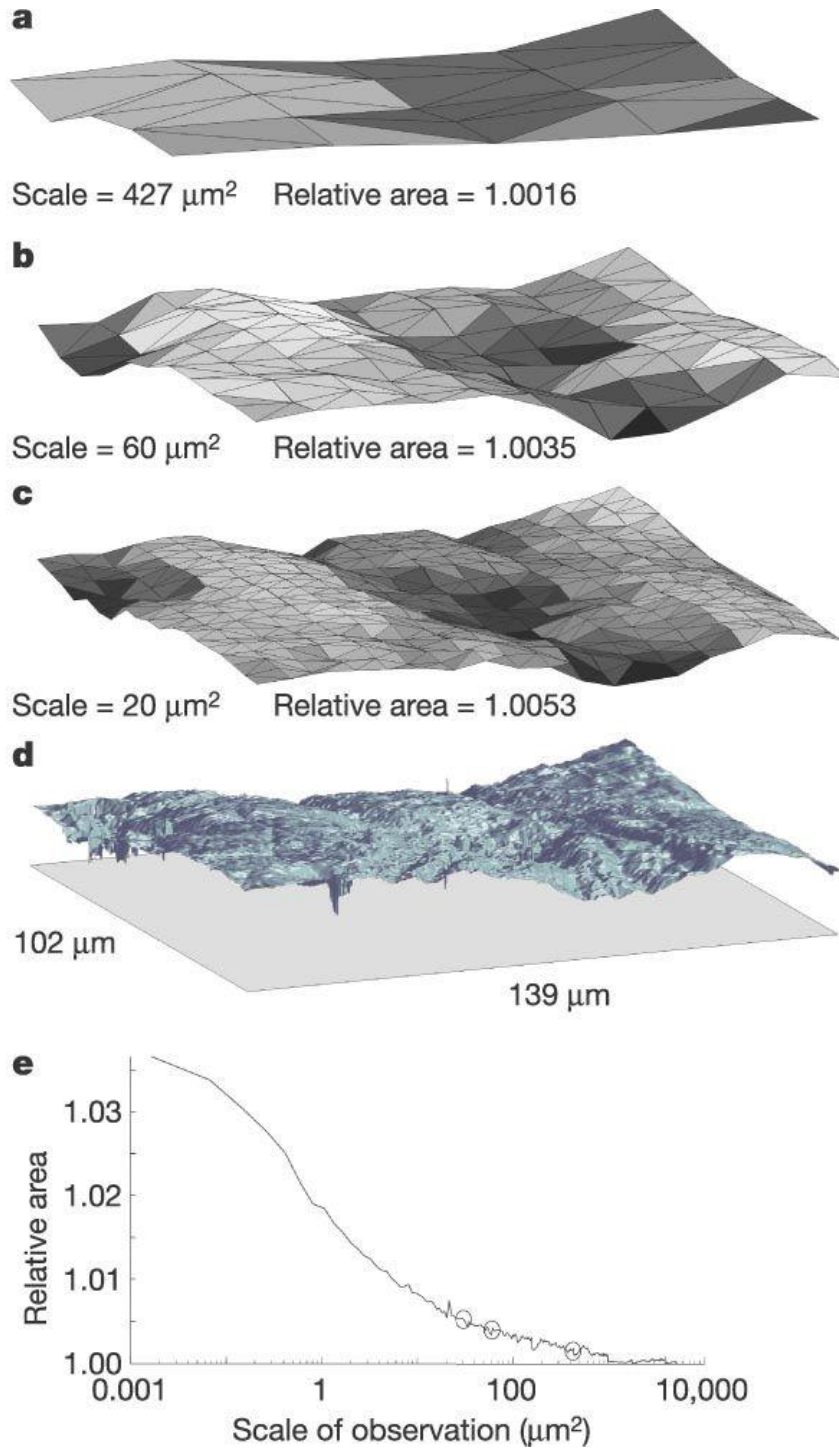 a
Scale = 427 μm² Relative area = 1.0016
b
Scale = 60 μm² Relative area = 1.0035
c
Scale = 20 μm² Relative area = 1.0053
d
102 μm
139 μm
e
1.03
1.02
1.01
1.00
Relative area
0.001 1 100 10,000
Scale of observation (μm²)